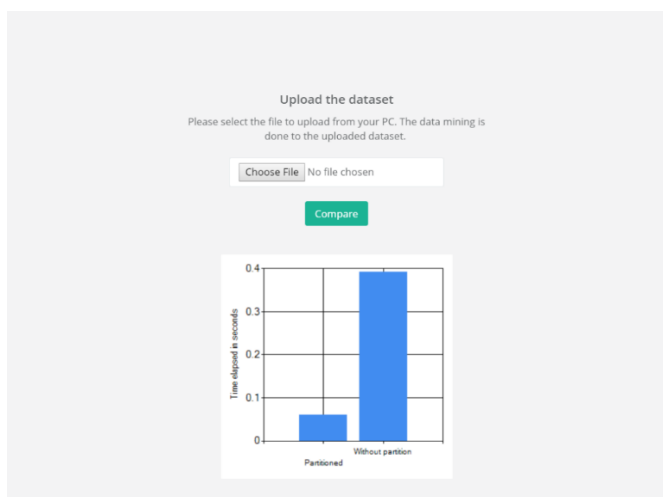 Upload the dataset
Please select the file to upload from your PC. The data mining is
done to the uploaded dataset.
Choose File No file chosen
Compare
0.4
0.3
0.2
0.1
0
Time elapsed in seconds
Without partition
Partitioned